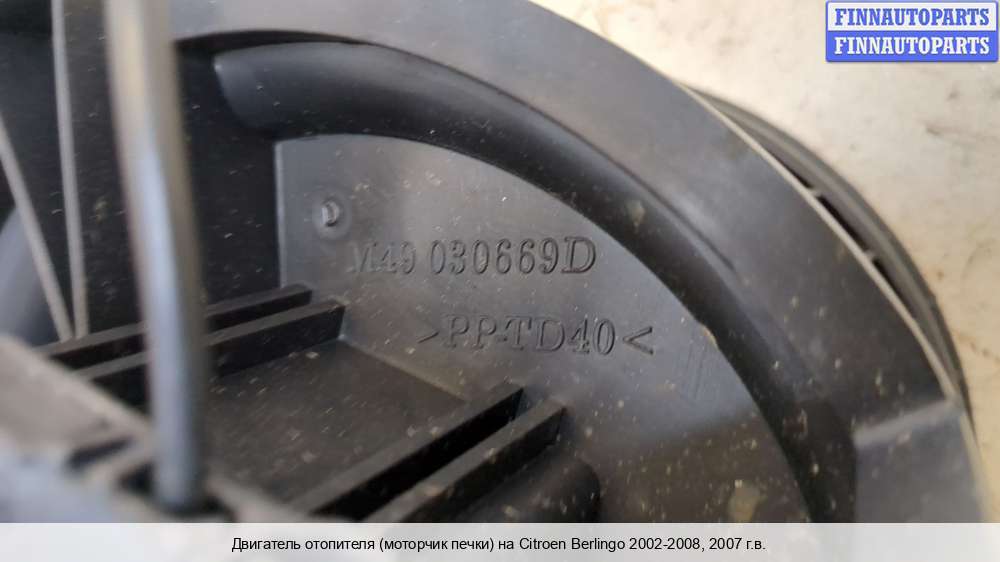 FINNAUTOPARTS
FINNAUTOPARTS
M49 030669D
>PP-TD40<
Двигатель отопителя (моторчик печки) на Citroen Berlingo 2002-2008, 2007 г.в.